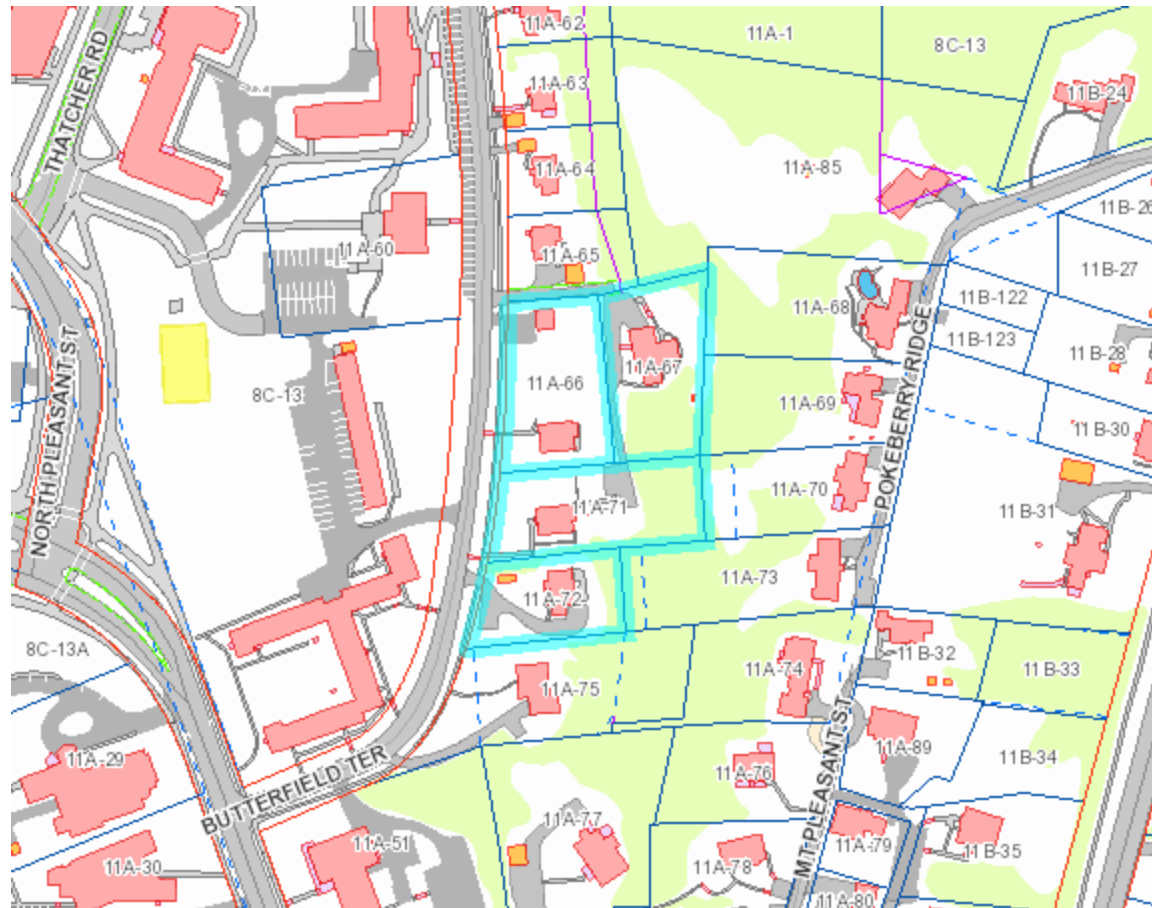 11A-62
11A-1
8C-13
THATCHER RD
11A-63
11B-24
11A-64
11A-85
11B-26
11A-60
11A-65
11B-27
11A-68
11B-122
POKEBERRY RIDGE
11B-123
11B-28
11A-67
NORTH PLEASANT ST
8C-13
11A-66
11A-69
11B-30
11A-71
11A-70
11B-31
11A-72
11A-73
8C-13A
11B-32
11A-74
11B-33
11A-75
11A-29
11A-89
11B-34
BUTTERFIELD TER
11A-76
MT PLEASANT ST
11A-77
11A-51
11A-79
11B-35
11A-30
11A-78
11A-80